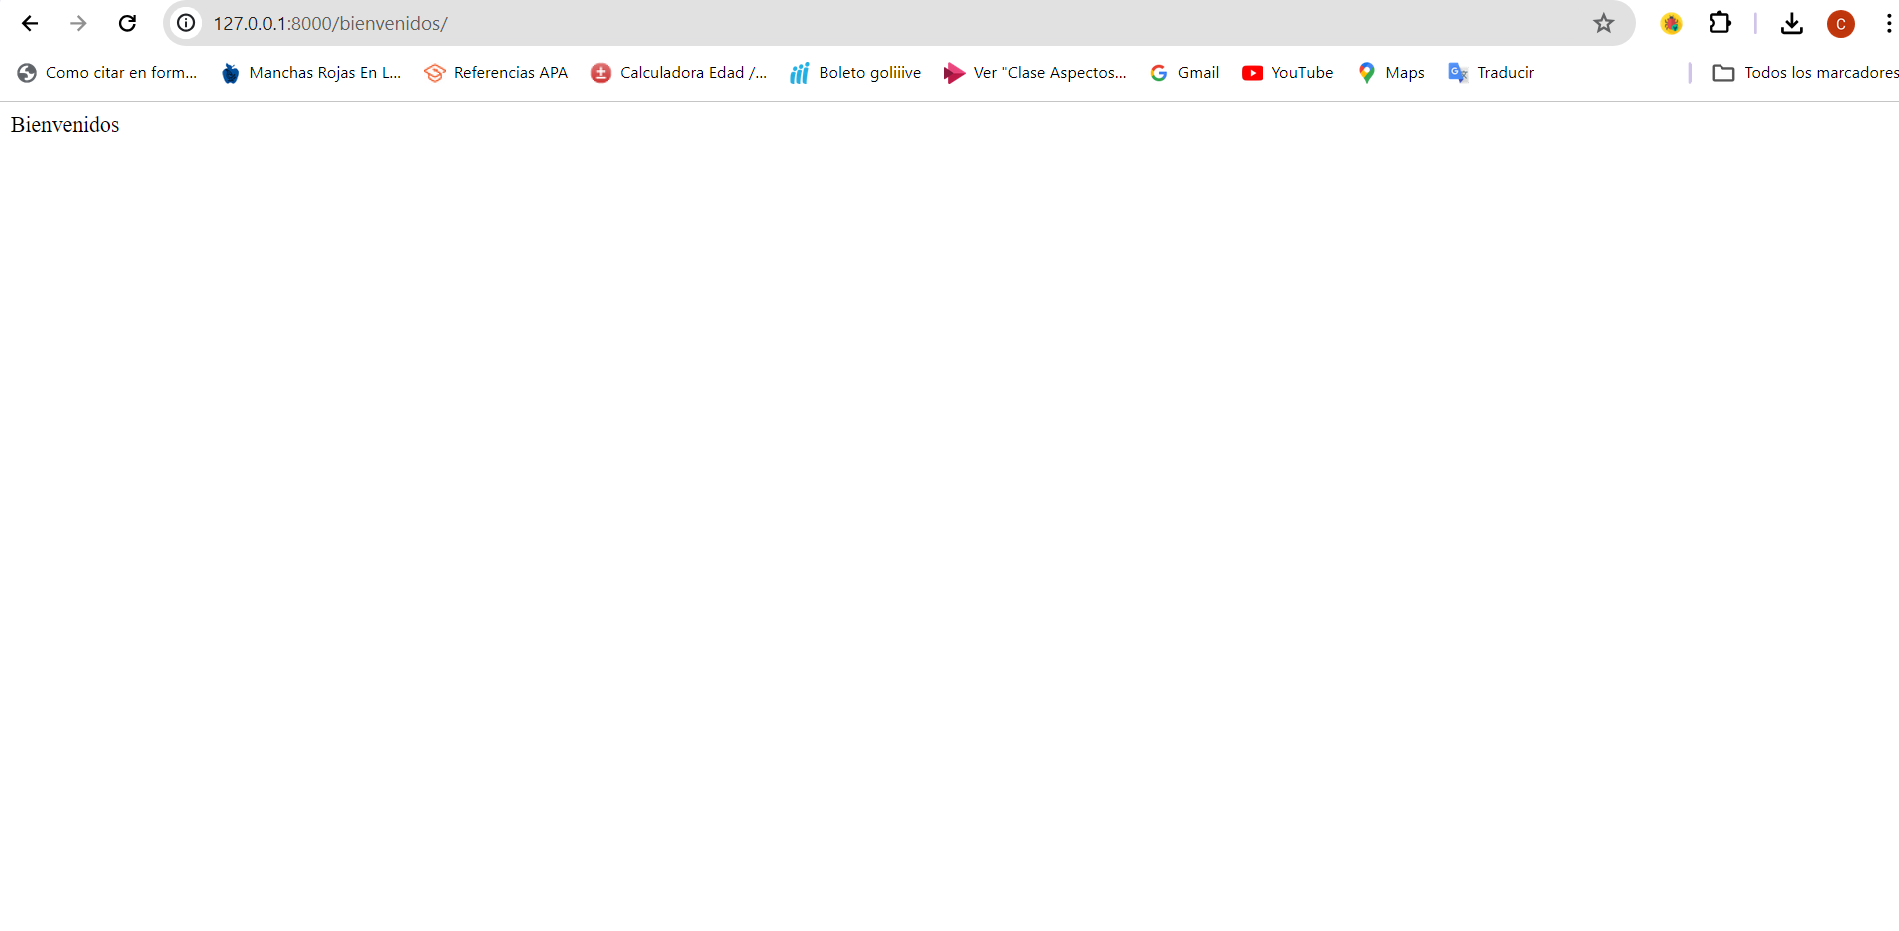 127.0.0.1:8000/bienvenidos/
C
Como citar en form... Manchas Rojas En L... Referencias APA Calculadora Edad /... Boleto goliiive Ver "Clase Aspectos... Gmail YouTube Maps Traducir Todos los marcadores
Bienvenidos